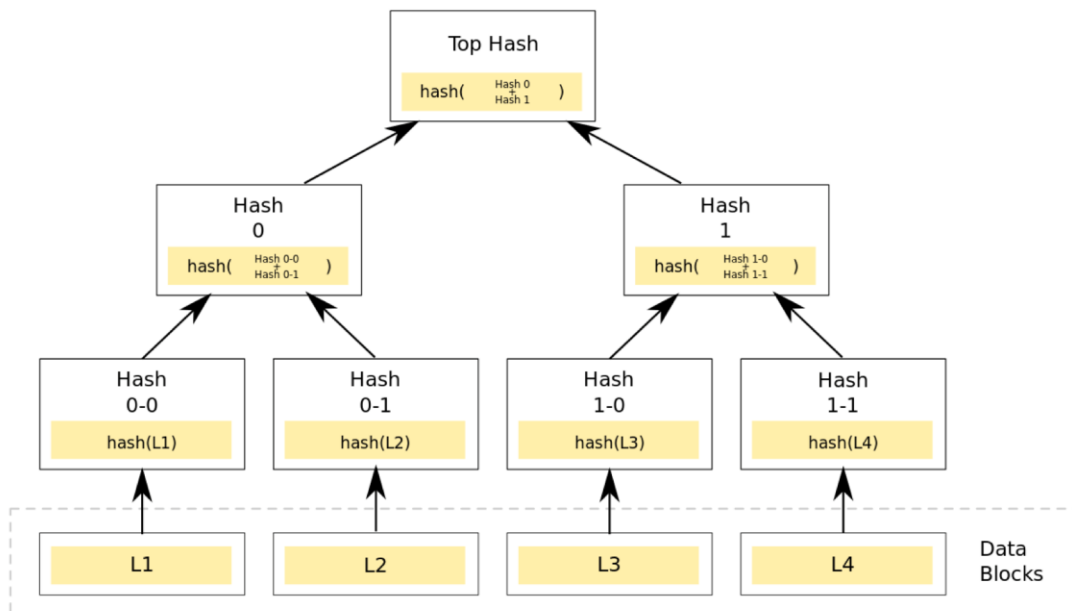 Top Hash
hash( Hash 0 + Hash 1 )
Hash
0
hash( Hash 0-0 + Hash 0-1 )
Hash
1
hash( Hash 1-0 + Hash 1-1 )
Hash
0-0
hash(L1)
Hash
0-1
hash(L2)
Hash
1-0
hash(L3)
Hash
1-1
hash(L4)
L1
L2
L3
L4
Data
Blocks